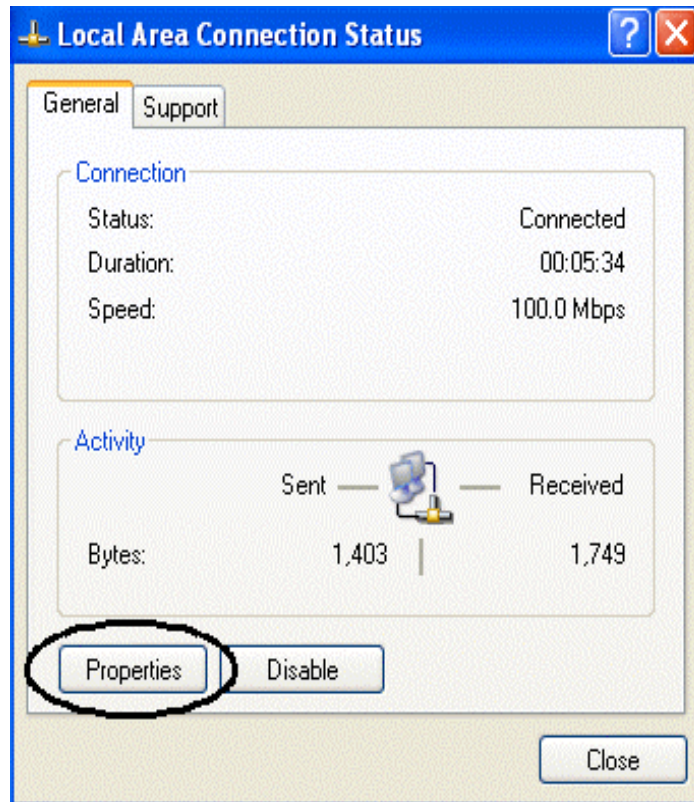 Local Area Connection Status
?
General Support
Connection
Status: Connected
Duration: 00:05:34
Speed: 100.0 Mbps
Activity
Sent Received
Bytes: 1,403 1,749
Properties Disable
Close